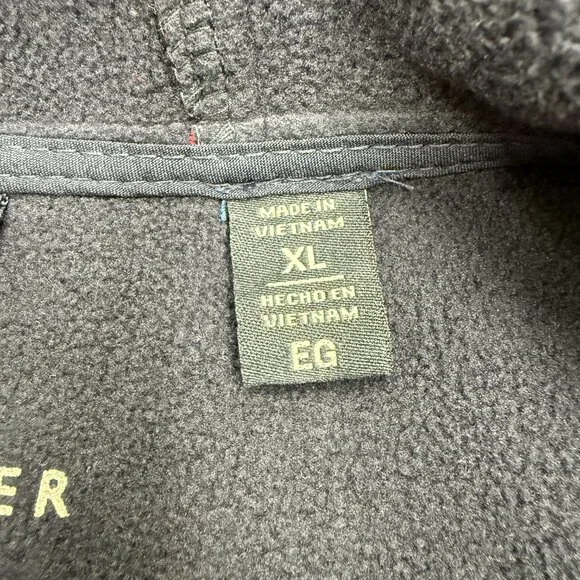 MADE IN
VIETNAM
XL
HECHO EN
VIETNAM
EG
ER